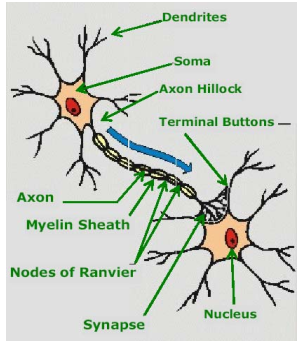 Dendrites
Soma
Axon Hillock
Terminal Buttons
Axon
Myelin Sheath
Nodes of Ranvier
Synapse
Nucleus